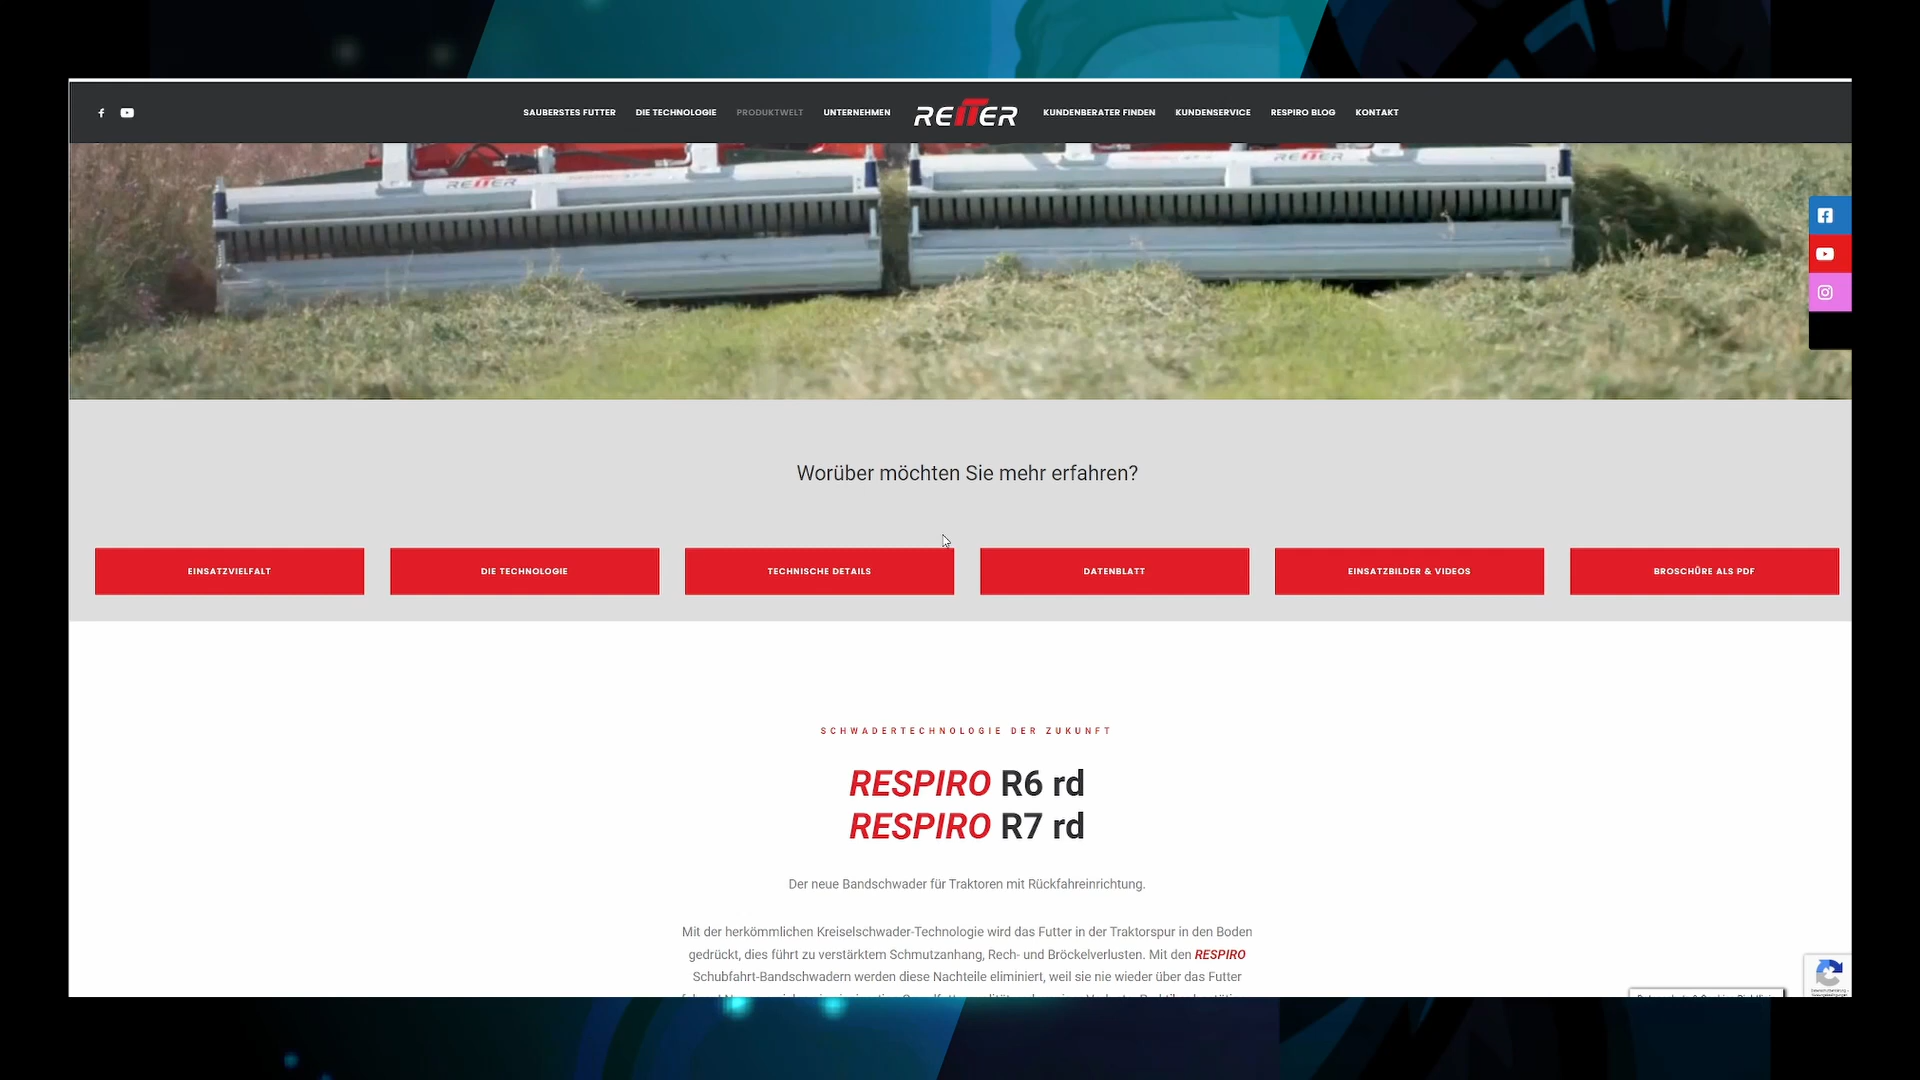 SAUBERSTES FUTTER DIE TECHNOLOGIE PRODUKTWELT UNTERNEHMEN REITER KUNDENBERATER FINDEN KUNDENSERVICE RESPIRO BLOG KONTAKT
REITER REITER
Worüber möchten Sie mehr erfahren?
EINSATZVIELFALT DIE TECHNOLOGIE TECHNISCHE DETAILS DATENBLATT EINSATZBILDER & VIDEOS BROSCHÜRE ALS PDF
SCHWADERTECHNOLOGIE DER ZUKUNFT
RESPIRO R6 rd
RESPIRO R7 rd
Der neue Bandschwader für Traktoren mit Rückfahreinrichtung.
Mit der herkömmlichen Kreiselschwader-Technologie wird das Futter in der Traktorspur in den Boden
gedrückt, dies führt zu verstärktem Schmutzanhang, Rech- und Bröckelverlusten. Mit den RESPIRO
Schubfahrt-Bandschwadern werden diese Nachteile eliminiert, weil sie nie wieder über das Futter